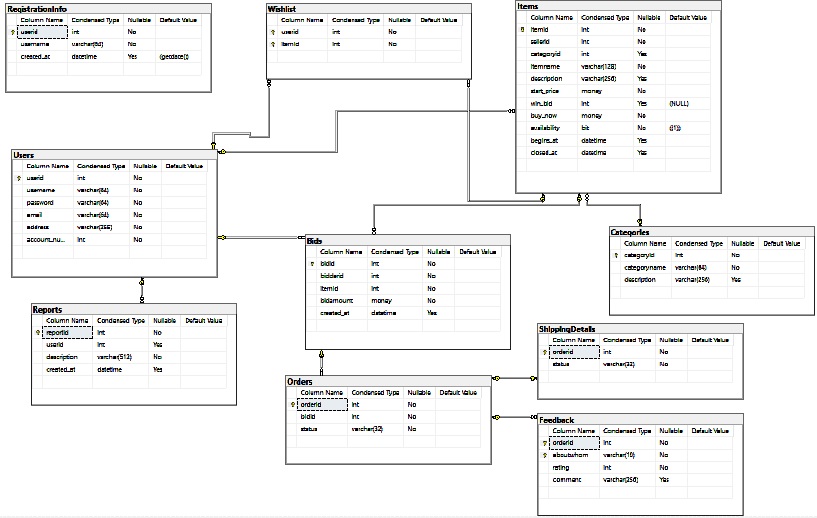 RegistrationInfo
Column Name Condensed Type Nullable Default Value
userid int No
username varchar(64) No
created_at datetime Yes (getdate())
Wishlist
Column Name Condensed Type Nullable Default Value
userid int No
itemid int No
Items
Column Name Condensed Type Nullable Default Value
itemid int No
sellerid int No
categoryid int Yes
itemname varchar(128) No
description varchar(256) Yes
start_price money No
win_bid int Yes (NULL)
buy_now money No
availability bit No ((1))
begins_at datetime Yes
closed_at datetime Yes
Users
Column Name Condensed Type Nullable Default Value
userid int No
username varchar(64) No
password varchar(64) No
email varchar(64) No
address varchar(256) No
account_nu... int No
Bids
Column Name Condensed Type Nullable Default Value
bidid int No
bidderid int No
itemid int No
bidamount money No
created_at datetime Yes
Categories
Column Name Condensed Type Nullable Default Value
categoryid int No
categoryname varchar(64) No
description varchar(256) Yes
Reports
Column Name Condensed Type Nullable Default Value
reportid int No
userid int Yes
description varchar(512) No
created_at datetime Yes
ShippingDetails
Column Name Condensed Type Nullable Default Value
orderid int No
status varchar(32) No
Orders
Column Name Condensed Type Nullable Default Value
orderid int No
bidid int No
status varchar(32) No
Feedback
Column Name Condensed Type Nullable Default Value
orderid int No
aboutwhom varchar(10) No
rating int No
comment varchar(256) Yes